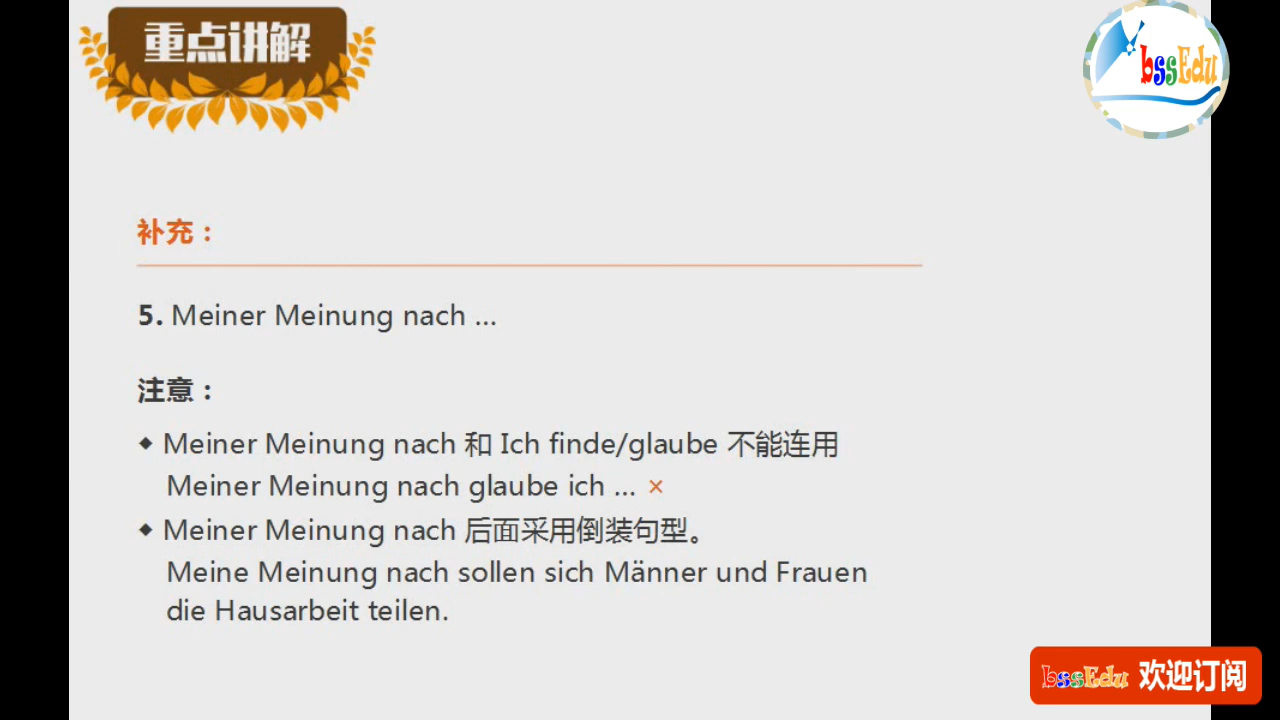 重点讲解
bssEdu
补充：
5. Meiner Meinung nach ...
注意：
◆ Meiner Meinung nach 和 Ich finde/glaube 不能连用
Meiner Meinung nach glaube ich ... ×
◆ Meiner Meinung nach 后面采用倒装句型。
Meine Meinung nach sollen sich Männer und Frauen
die Hausarbeit teilen.
bssEdu 欢迎订阅